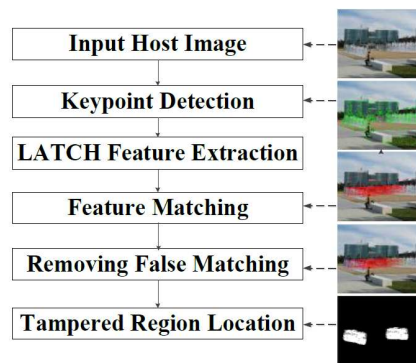 Input Host Image
Keypoint Detection
LATCH Feature Extraction
Feature Matching
Removing False Matching
Tampered Region Location